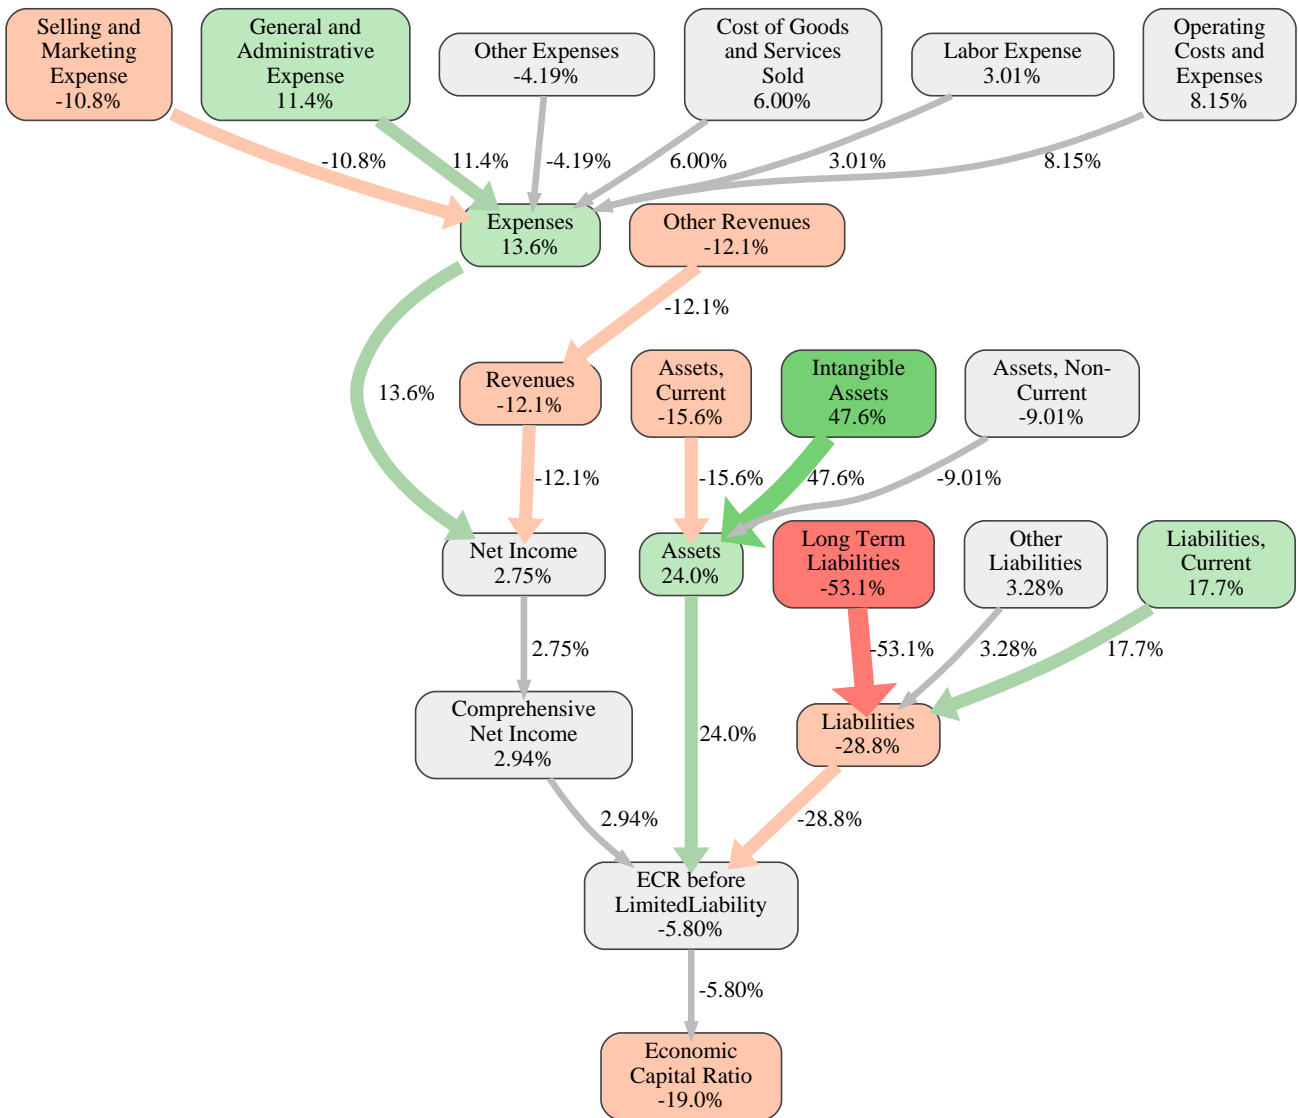 Selling and
Marketing
Expense
-10.8%
General and
Administrative
Expense
11.4%
Other Expenses
-4.19%
Cost of Goods
and Services
Sold
6.00%
Labor Expense
3.01%
Operating
Costs and
Expenses
8.15%
-10.8%
11.4%
-4.19%
6.00%
3.01%
8.15%
Expenses
13.6%
Other Revenues
-12.1%
-12.1%
13.6%
Revenues
-12.1%
Assets,
Current
-15.6%
Intangible
Assets
47.6%
Assets, Non-
Current
-9.01%
-12.1%
-15.6%
47.6%
-9.01%
Net Income
2.75%
Assets
24.0%
Long Term
Liabilities
-53.1%
Other
Liabilities
3.28%
Liabilities,
Current
17.7%
2.75%
-53.1%
3.28%
17.7%
Comprehensive
Net Income
2.94%
24.0%
Liabilities
-28.8%
2.94%
-28.8%
ECR before
LimitedLiability
-5.80%
-5.80%
Economic
Capital Ratio
-19.0%